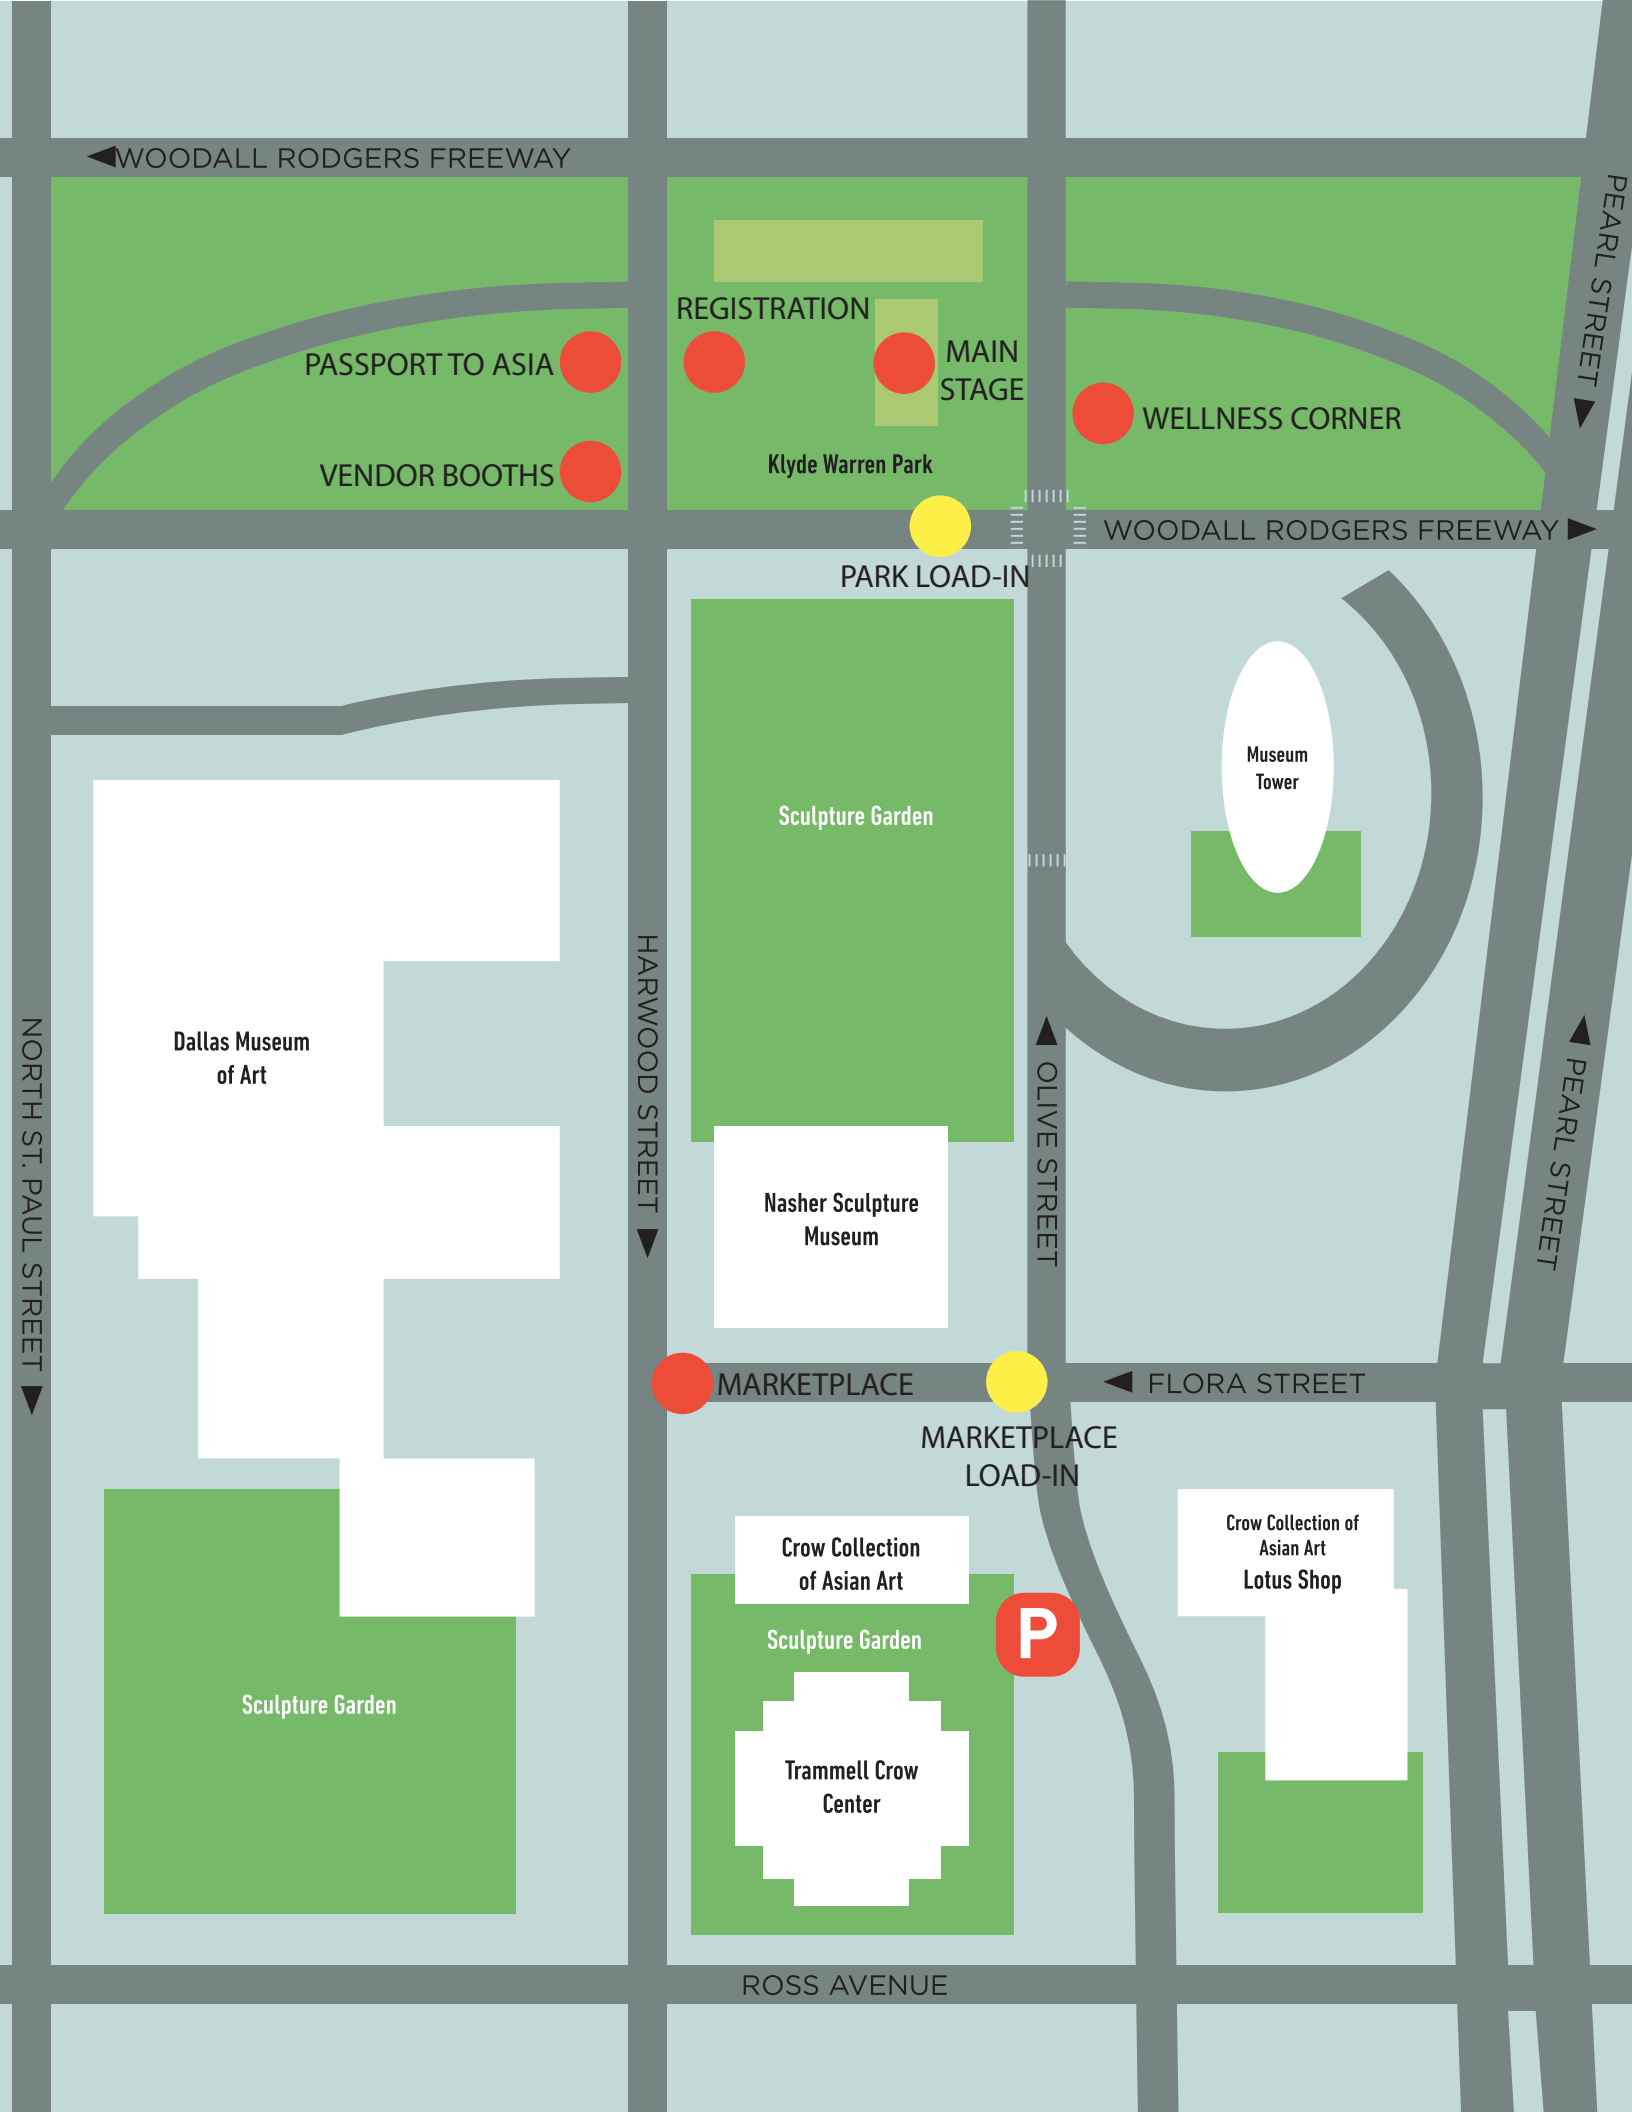 WOODALL RODGERS FREEWAY
PEARL STREET
REGISTRATION
PASSPORT TO ASIA
MAIN
STAGE
WELLNESS CORNER
VENDOR BOOTHS
Klyde Warren Park
WOODALL RODGERS FREEWAY
PARK LOAD-IN
Museum
Tower
Sculpture Garden
Dallas Museum
of Art
HARWOOD STREET
NORTH ST. PAUL STREET
OLIVE STREET
PEARL STREET
Nasher Sculpture
Museum
MARKETPLACE
FLORA STREET
MARKETPLACE
LOAD-IN
Crow Collection
of Asian Art
Crow Collection of
Asian Art
Lotus Shop
Sculpture Garden
P
Sculpture Garden
Trammell Crow
Center
ROSS AVENUE